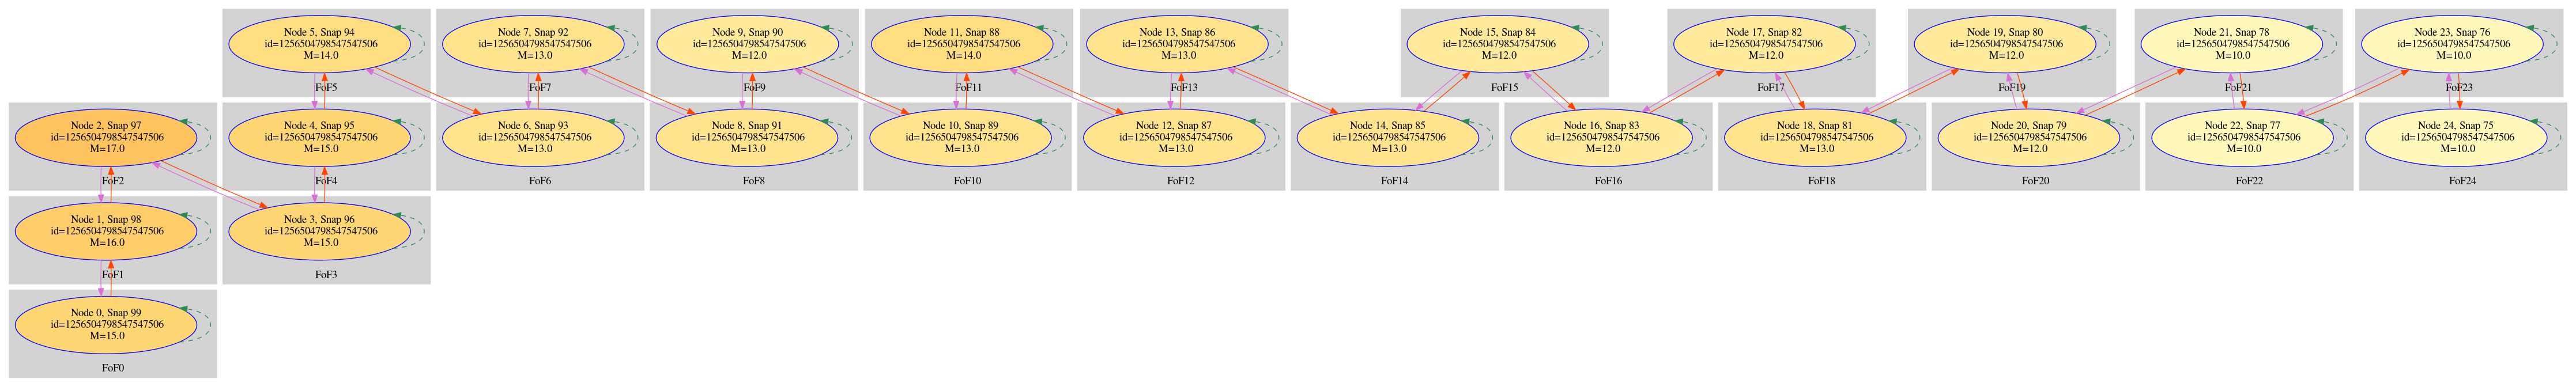 Node 5, Snap 94
id=1256504798547547506
M=14.0
FoF5
Node 7, Snap 92
id=1256504798547547506
M=13.0
FoF7
Node 9, Snap 90
id=1256504798547547506
M=12.0
FoF9
Node 11, Snap 88
id=1256504798547547506
M=14.0
FoF11
Node 13, Snap 86
id=1256504798547547506
M=13.0
FoF13
Node 15, Snap 84
id=1256504798547547506
M=12.0
FoF15
Node 17, Snap 82
id=1256504798547547506
M=12.0
FoF17
Node 19, Snap 80
id=1256504798547547506
M=12.0
FoF19
Node 21, Snap 78
id=1256504798547547506
M=10.0
FoF21
Node 23, Snap 76
id=1256504798547547506
M=10.0
FoF23
Node 2, Snap 97
id=1256504798547547506
M=17.0
FoF2
Node 4, Snap 95
id=1256504798547547506
M=15.0
FoF4
Node 6, Snap 93
id=1256504798547547506
M=13.0
FoF6
Node 8, Snap 91
id=1256504798547547506
M=13.0
FoF8
Node 10, Snap 89
id=1256504798547547506
M=13.0
FoF10
Node 12, Snap 87
id=1256504798547547506
M=13.0
FoF12
Node 14, Snap 85
id=1256504798547547506
M=13.0
FoF14
Node 16, Snap 83
id=1256504798547547506
M=12.0
FoF16
Node 18, Snap 81
id=1256504798547547506
M=13.0
FoF18
Node 20, Snap 79
id=1256504798547547506
M=12.0
FoF20
Node 22, Snap 77
id=1256504798547547506
M=10.0
FoF22
Node 24, Snap 75
id=1256504798547547506
M=10.0
FoF24
Node 1, Snap 98
id=1256504798547547506
M=16.0
FoF1
Node 3, Snap 96
id=1256504798547547506
M=15.0
FoF3
Node 0, Snap 99
id=1256504798547547506
M=15.0
FoF0